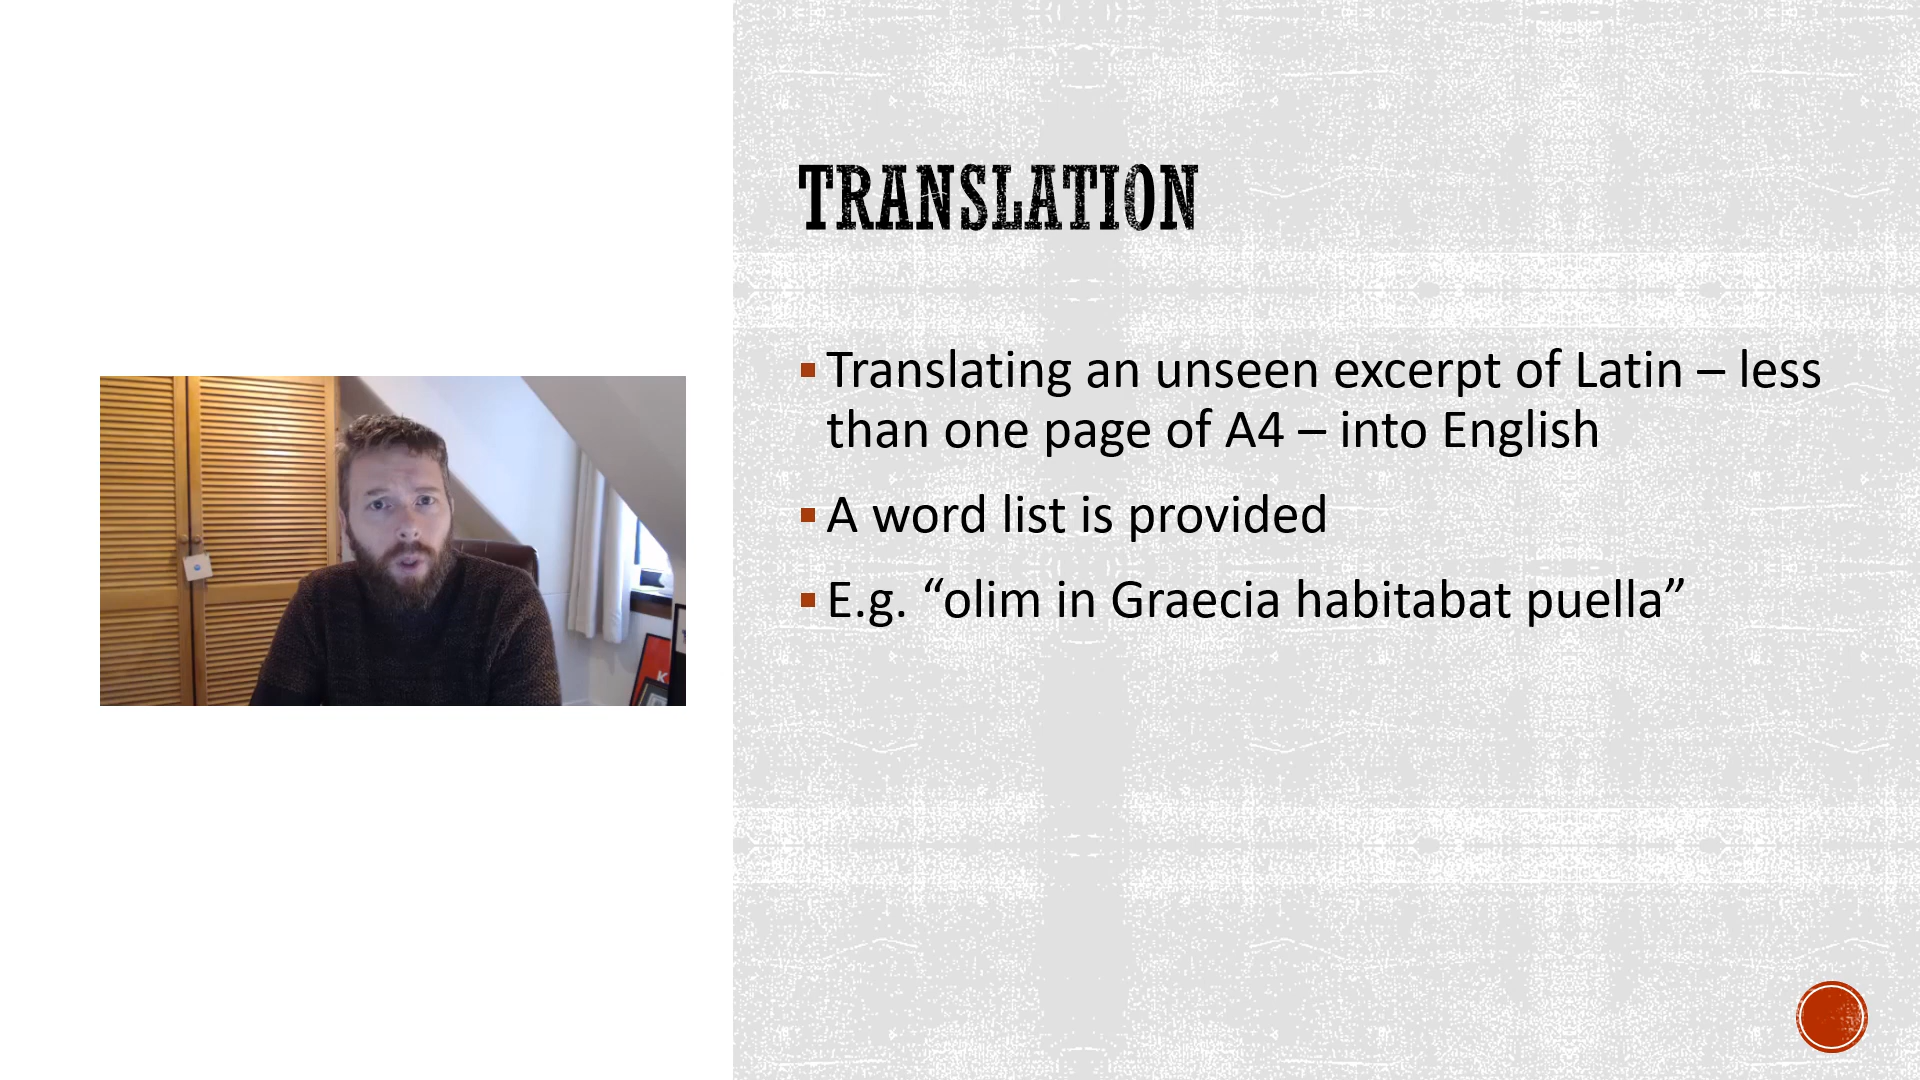 TRANSLATION
▪ Translating an unseen excerpt of Latin – less
than one page of A4 – into English
▪ A word list is provided
▪ E.g. “olim in Graecia habitabat puella”
K